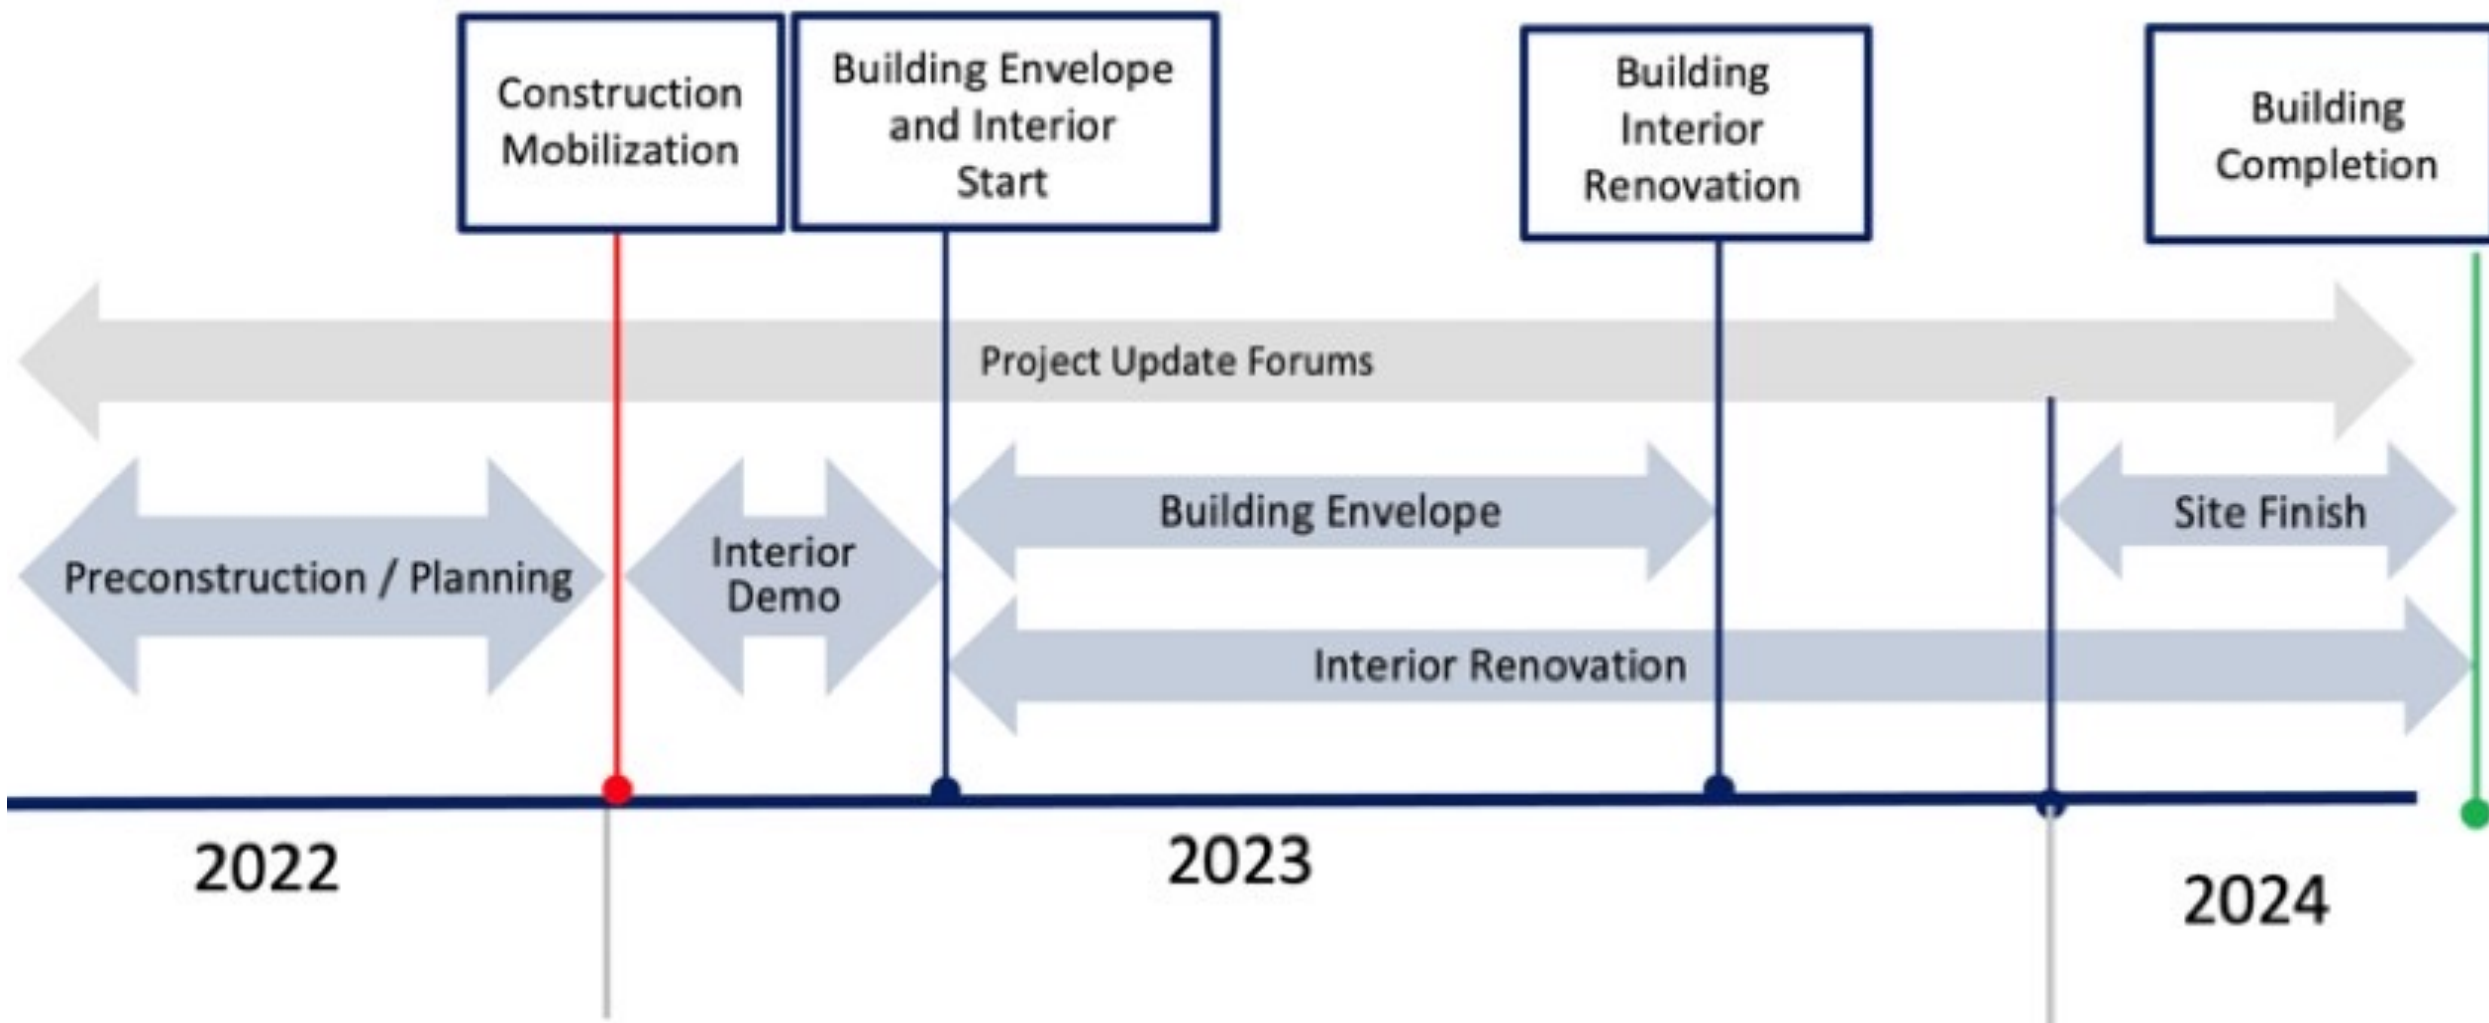 Construction
Mobilization
Building Envelope
and Interior
Start
Building
Interior
Renovation
Building
Completion
Project Update Forums
Preconstruction / Planning
Interior
Demo
Building Envelope
Site Finish
Interior Renovation
2022
2023
2024